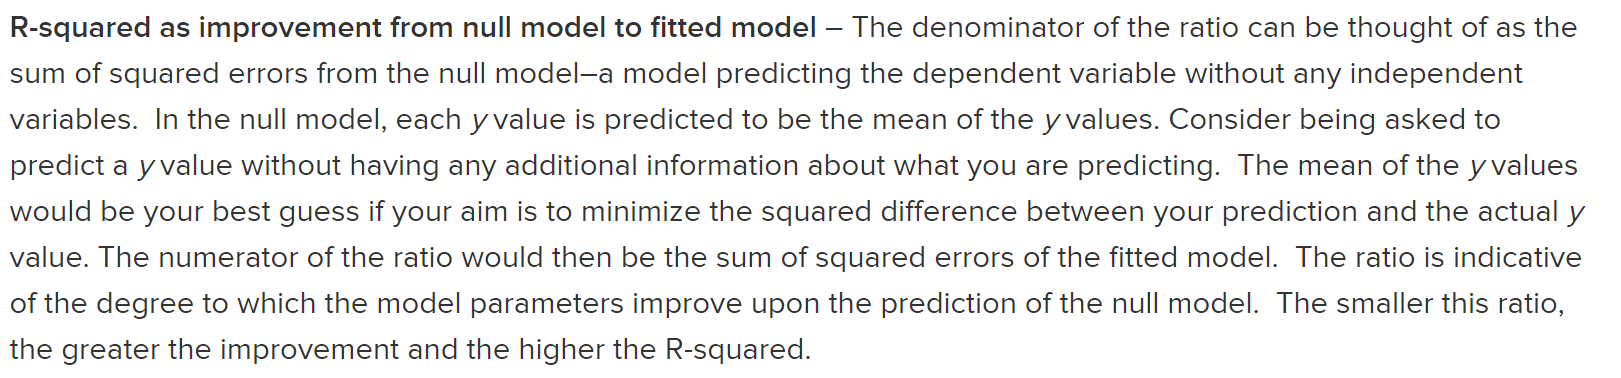 R-squared as improvement from null model to fitted model – The denominator of the ratio can be thought of as the
sum of squared errors from the null model–a model predicting the dependent variable without any independent
variables.  In the null model, each y value is predicted to be the mean of the y values. Consider being asked to
predict a y value without having any additional information about what you are predicting.  The mean of the y values
would be your best guess if your aim is to minimize the squared difference between your prediction and the actual y
value. The numerator of the ratio would then be the sum of squared errors of the fitted model.  The ratio is indicative
of the degree to which the model parameters improve upon the prediction of the null model.  The smaller this ratio,
the greater the improvement and the higher the R-squared.